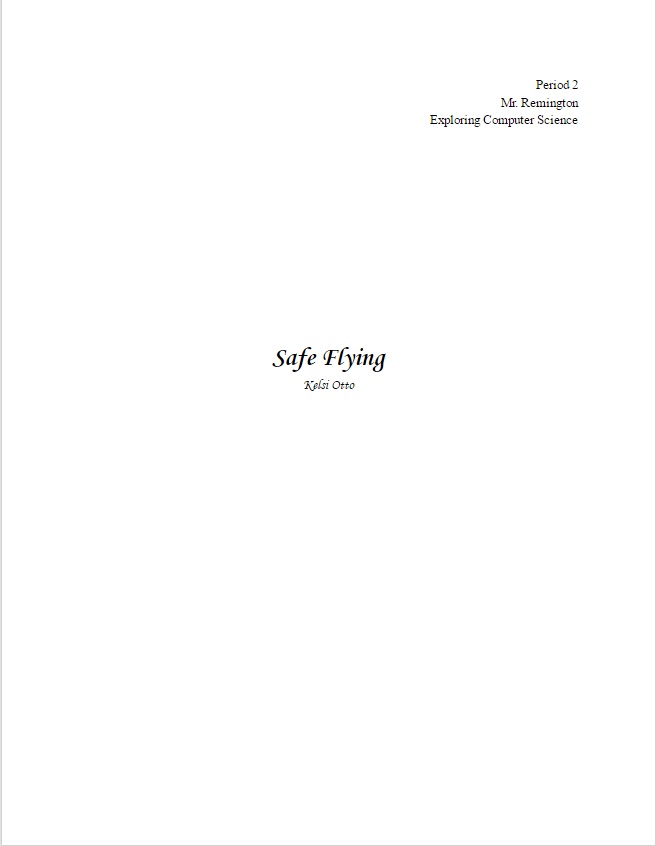 Period 2
Mr. Remington
Exploring Computer Science
Safe Flying
Kelsi Otto